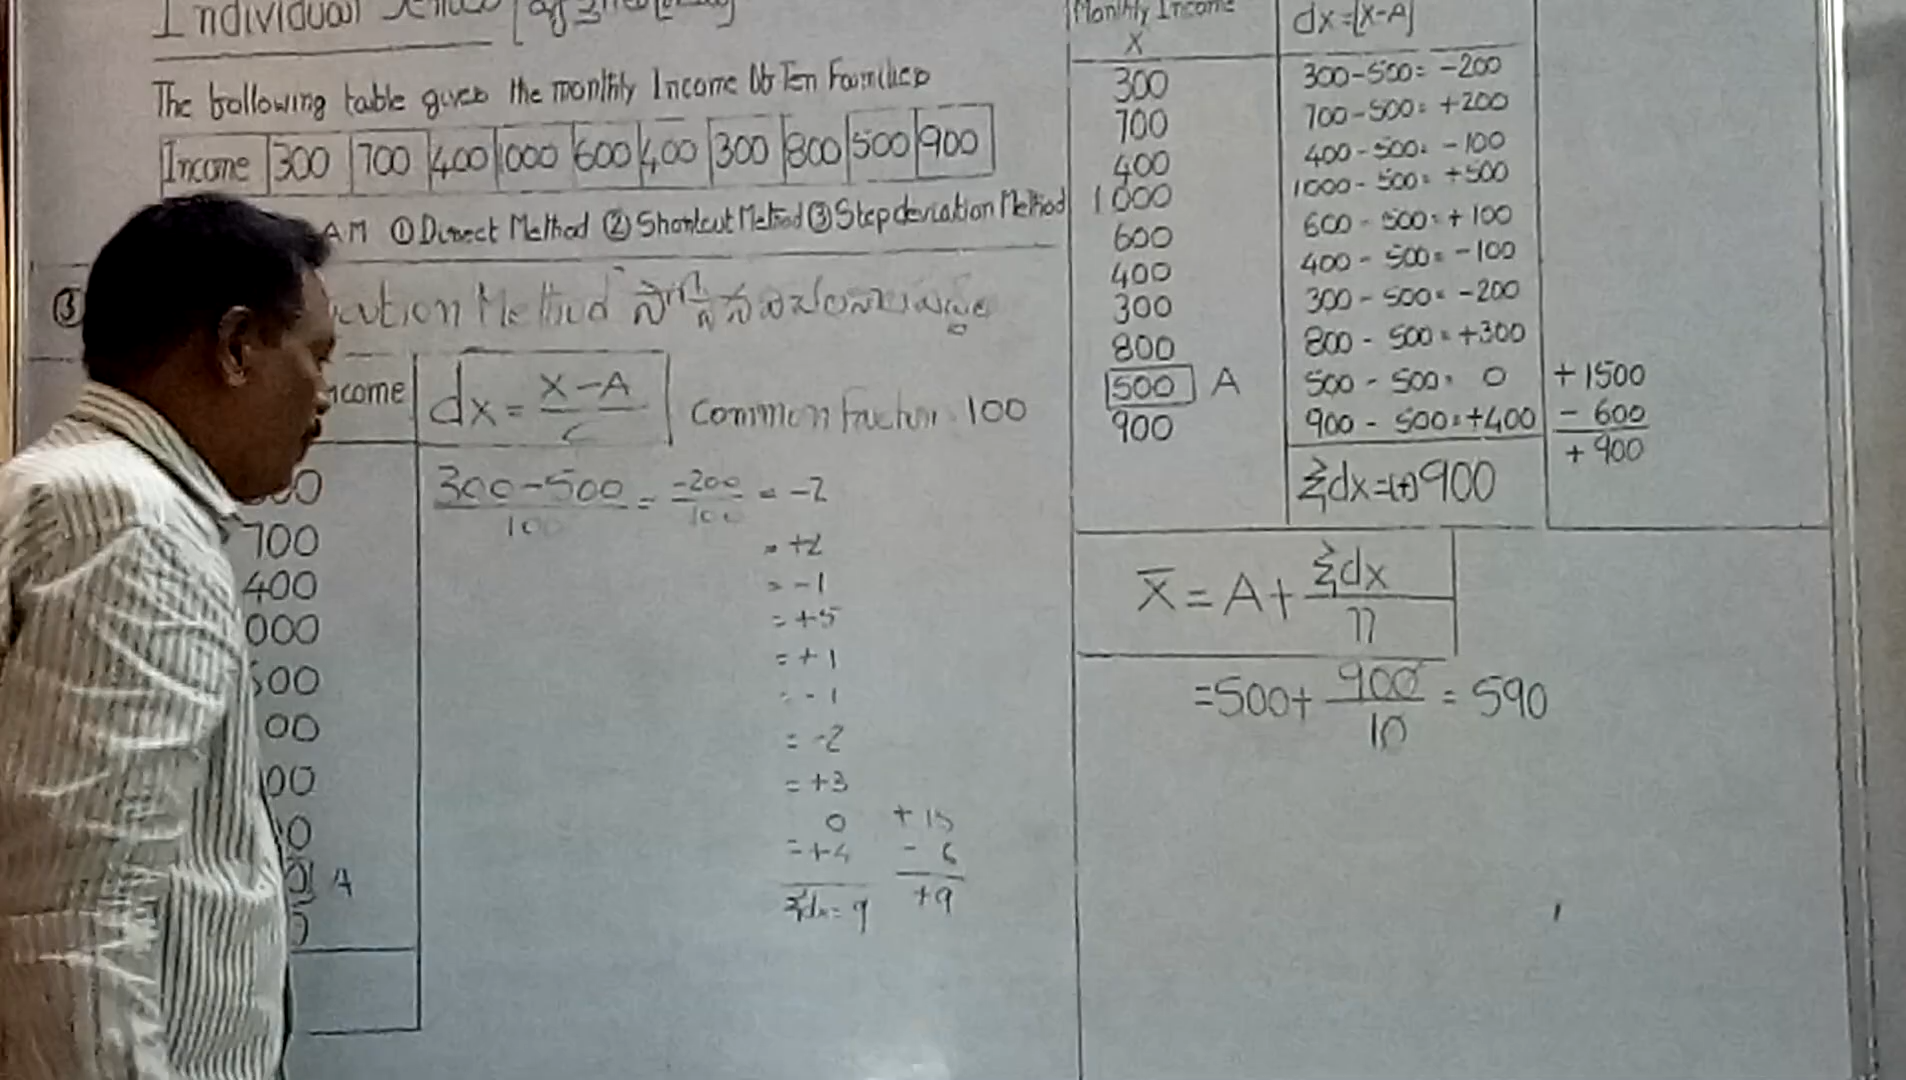 Individual Series
The following table gives the monthly Income of Ten Families
Income 300 700 400 1000 600 400 300 800 500 900
AM ① Direct Method ② Shortcut Method ③ Step deviation Method
③ Method
ncome dx = X-A / C Common factor . 100
300-500 / 100 = -200 / 100 = -2
700 = +2
400 = -1
000 = +5
500 = +1
00 = -1
00 = -2
= +3
0 0 + 15
A = +4 - 6
Σdx = 9 +9
Monthly Income X dx = [X-A]
300 300-500 = -200
700 700-500 = +200
400 400-500 = -100
1000 1000-500 = +500
600 600-500 = +100
400 400-500 = -100
300 300-500 = -200
800 800-500 = +300
500 A 500-500 = 0 +1500
900 900-500 = +400 -600
Σdx = (+) 900 +900
X̄ = A + Σdx / n
= 500 + 900 / 10 = 590